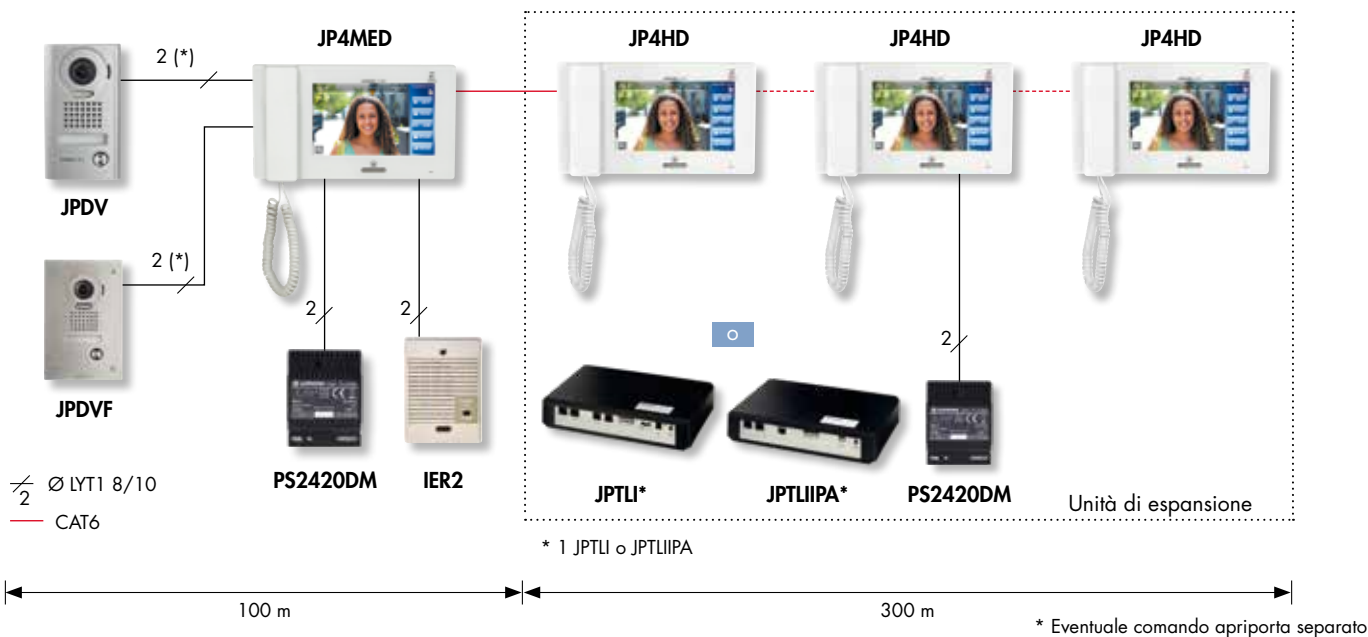 JP4MED
JP4HD
JP4HD
JP4HD
2 (*)
JPDV
2 (*)
JPDVF
2
2
o
2
PS2420DM
IER2
JPTLI*
JPTLIIPA*
PS2420DM
Unità di espansione
2 Ø LYT1 8/10
CAT6
* 1 JPTLI o JPTLIIPA
100 m
300 m
* Eventuale comando apriporta separato